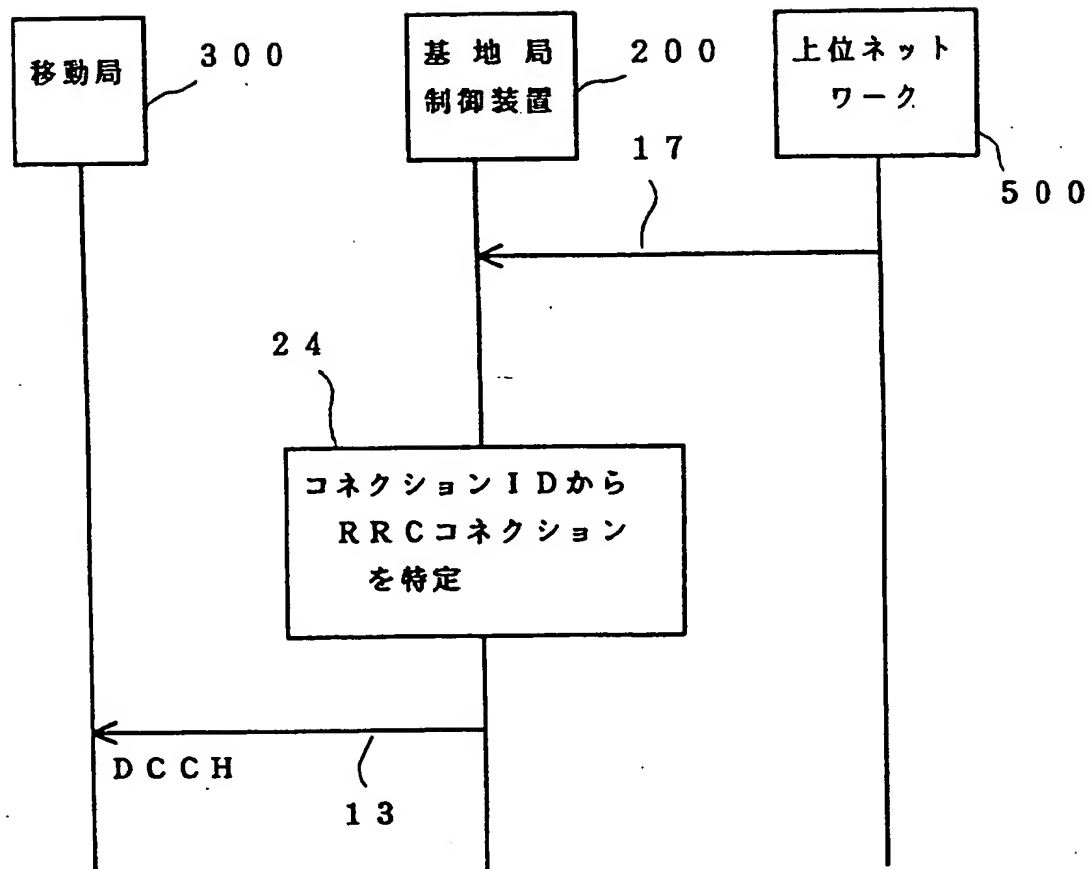 移動局
300
基地局
制御装置
200
上位ネット
ワーク
500
17
24
コネクションIDから
RRCコネクション
を特定
DCCH
13